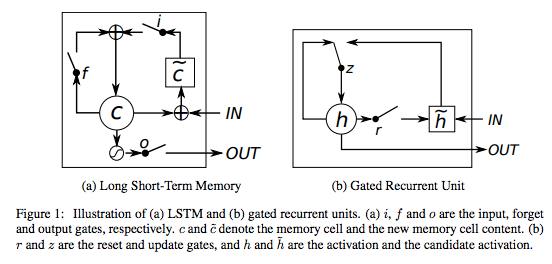 i
f
c̃
c
IN
o
OUT
z
h
r
h̃
IN
OUT
(a) Long Short-Term Memory
(b) Gated Recurrent Unit
Figure 1: Illustration of (a) LSTM and (b) gated recurrent units. (a) i, f and o are the input, forget
and output gates, respectively. c and c̃ denote the memory cell and the new memory cell content. (b)
r and z are the reset and update gates, and h and h̃ are the activation and the candidate activation.